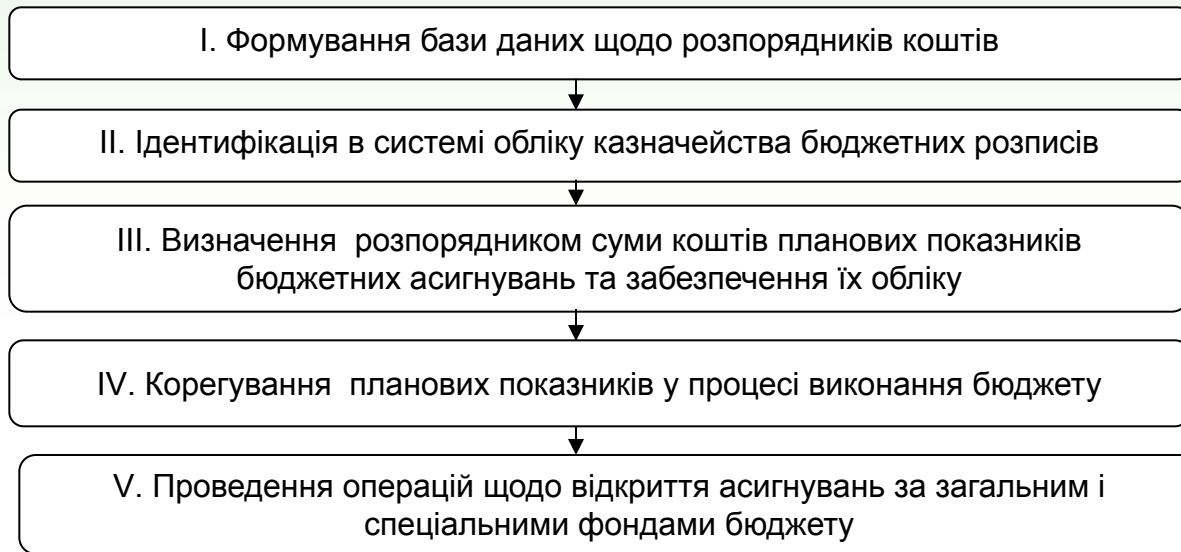 І. Формування бази даних щодо розпорядників коштів
ІІ. Ідентифікація в системі обліку казначейства бюджетних розписів
ІІІ. Визначення розпорядником суми коштів планових показників
бюджетних асигнувань та забезпечення їх обліку
IV. Корегування планових показників у процесі виконання бюджету
V. Проведення операцій щодо відкриття асигнувань за загальним і
спеціальними фондами бюджету